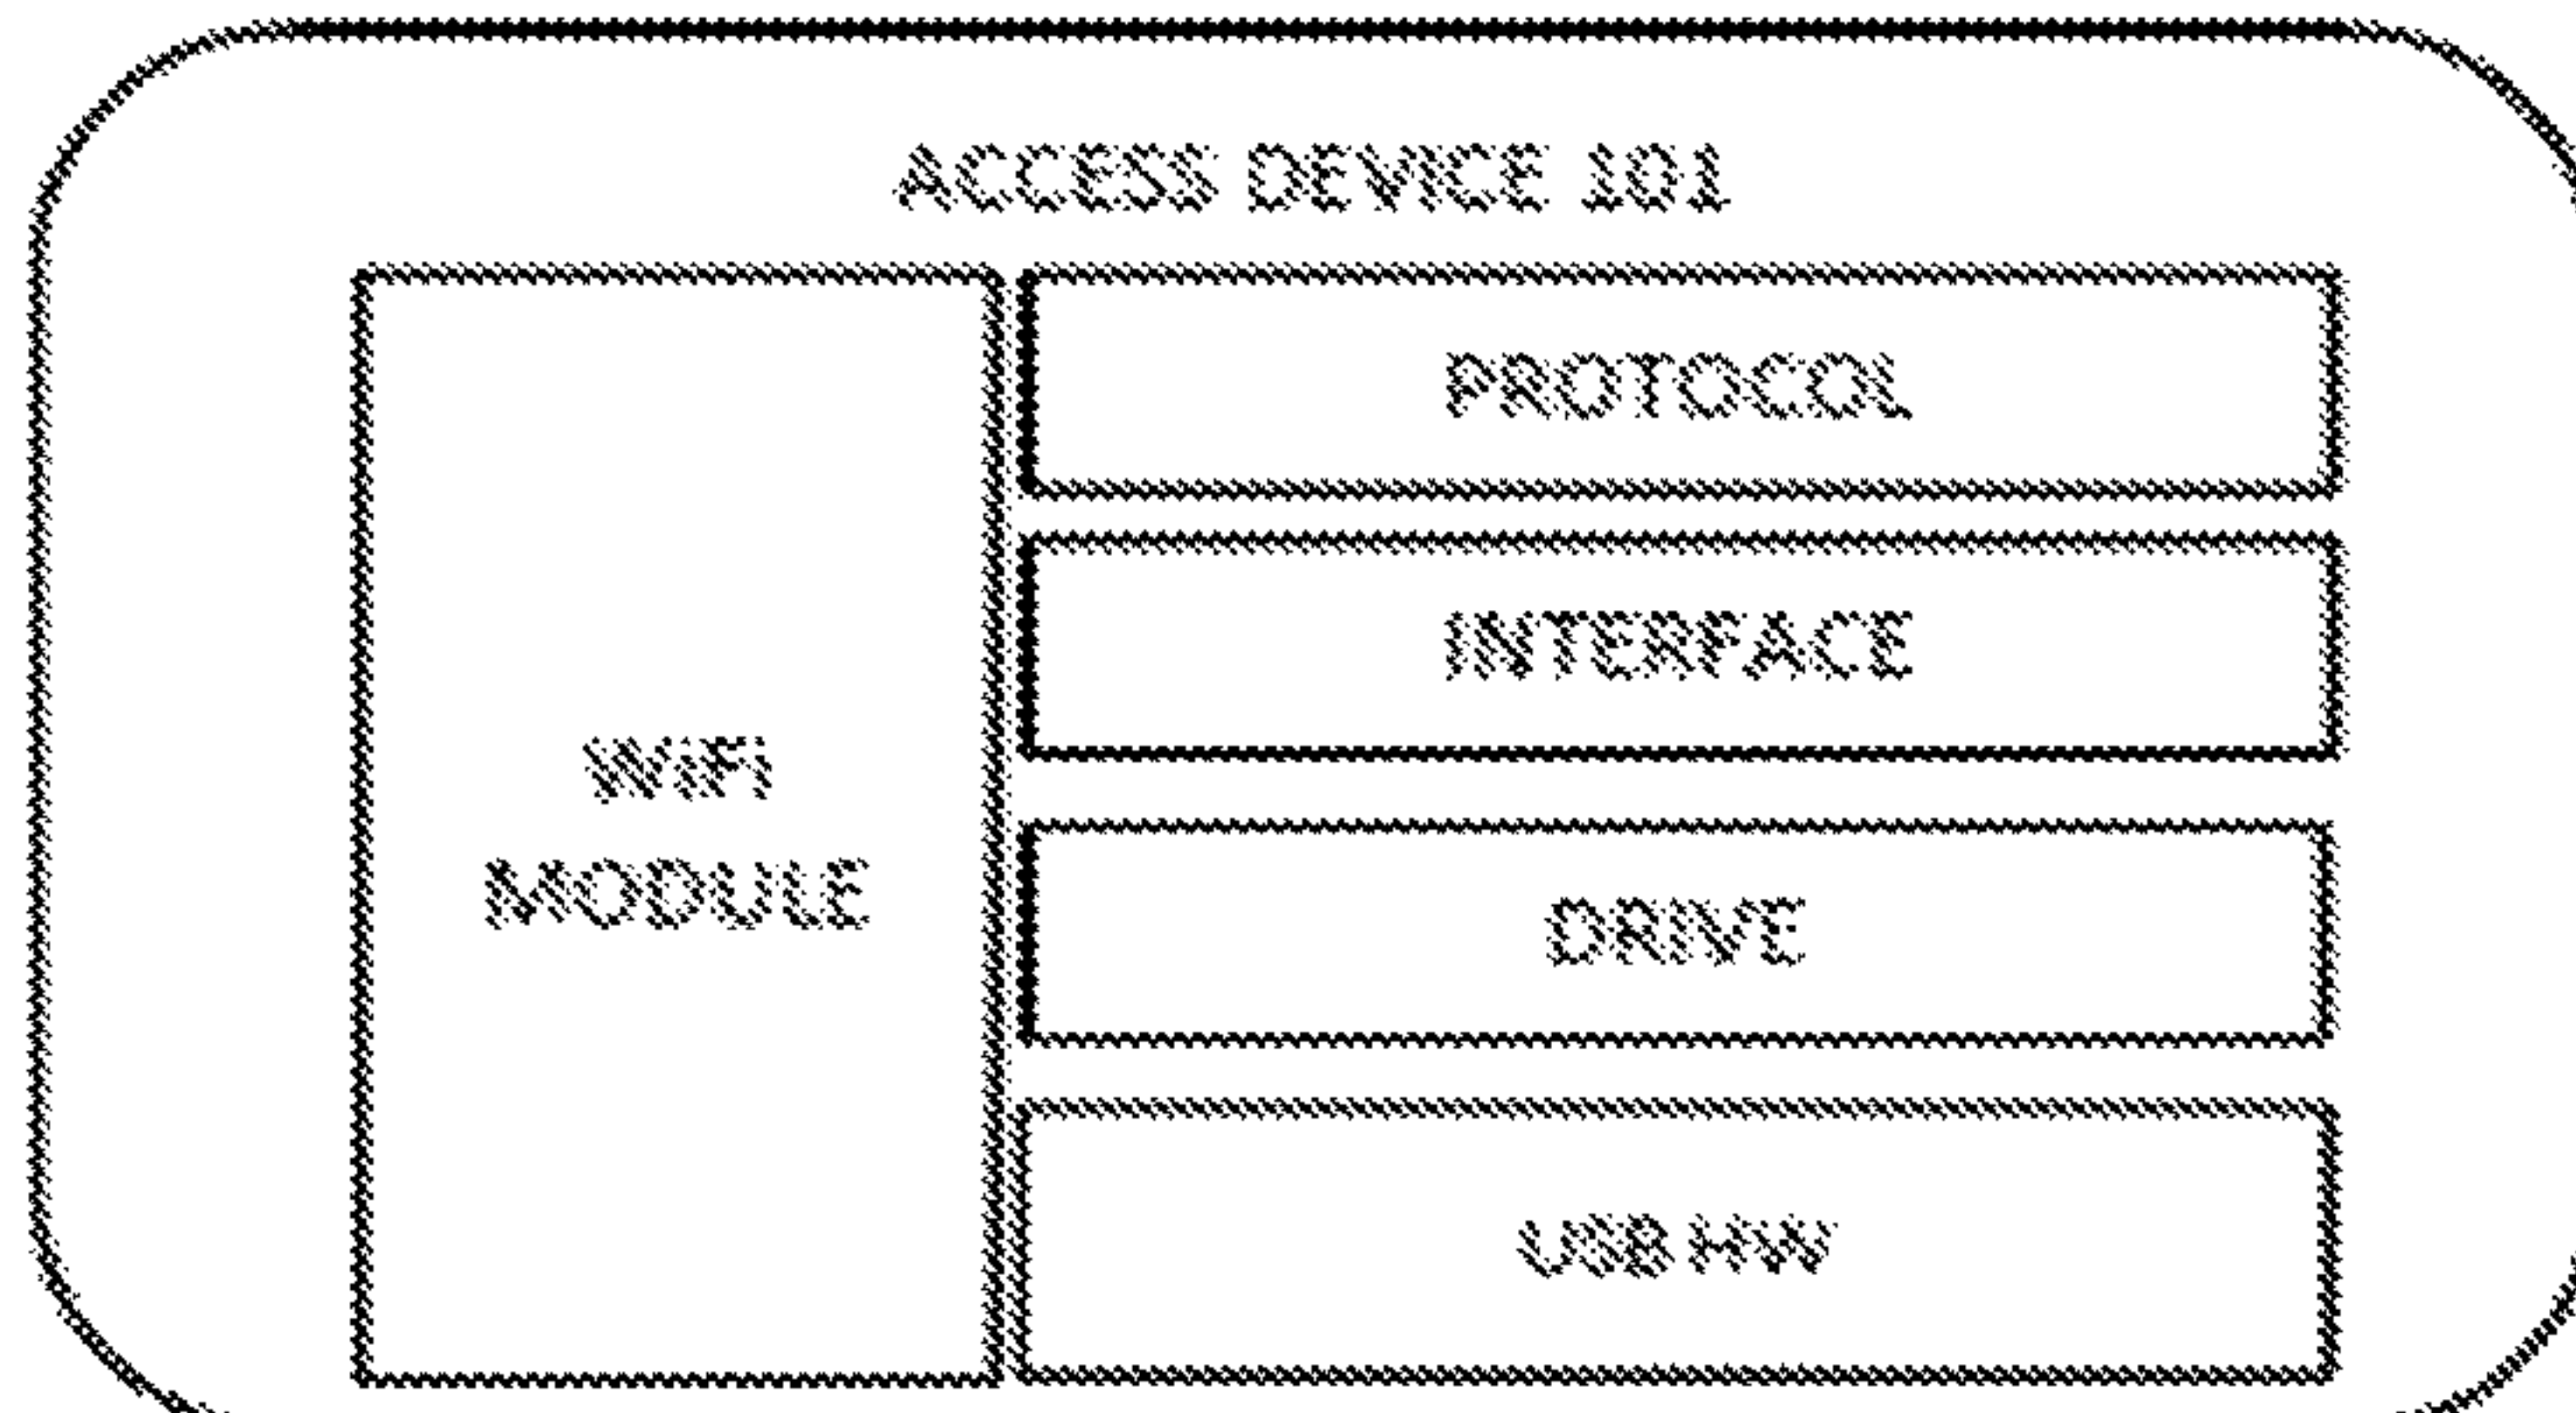 ACCESS DEVICE 101
PROTOCOL
INTERFACE
WiFi
MODULE
DRIVE
USB HW